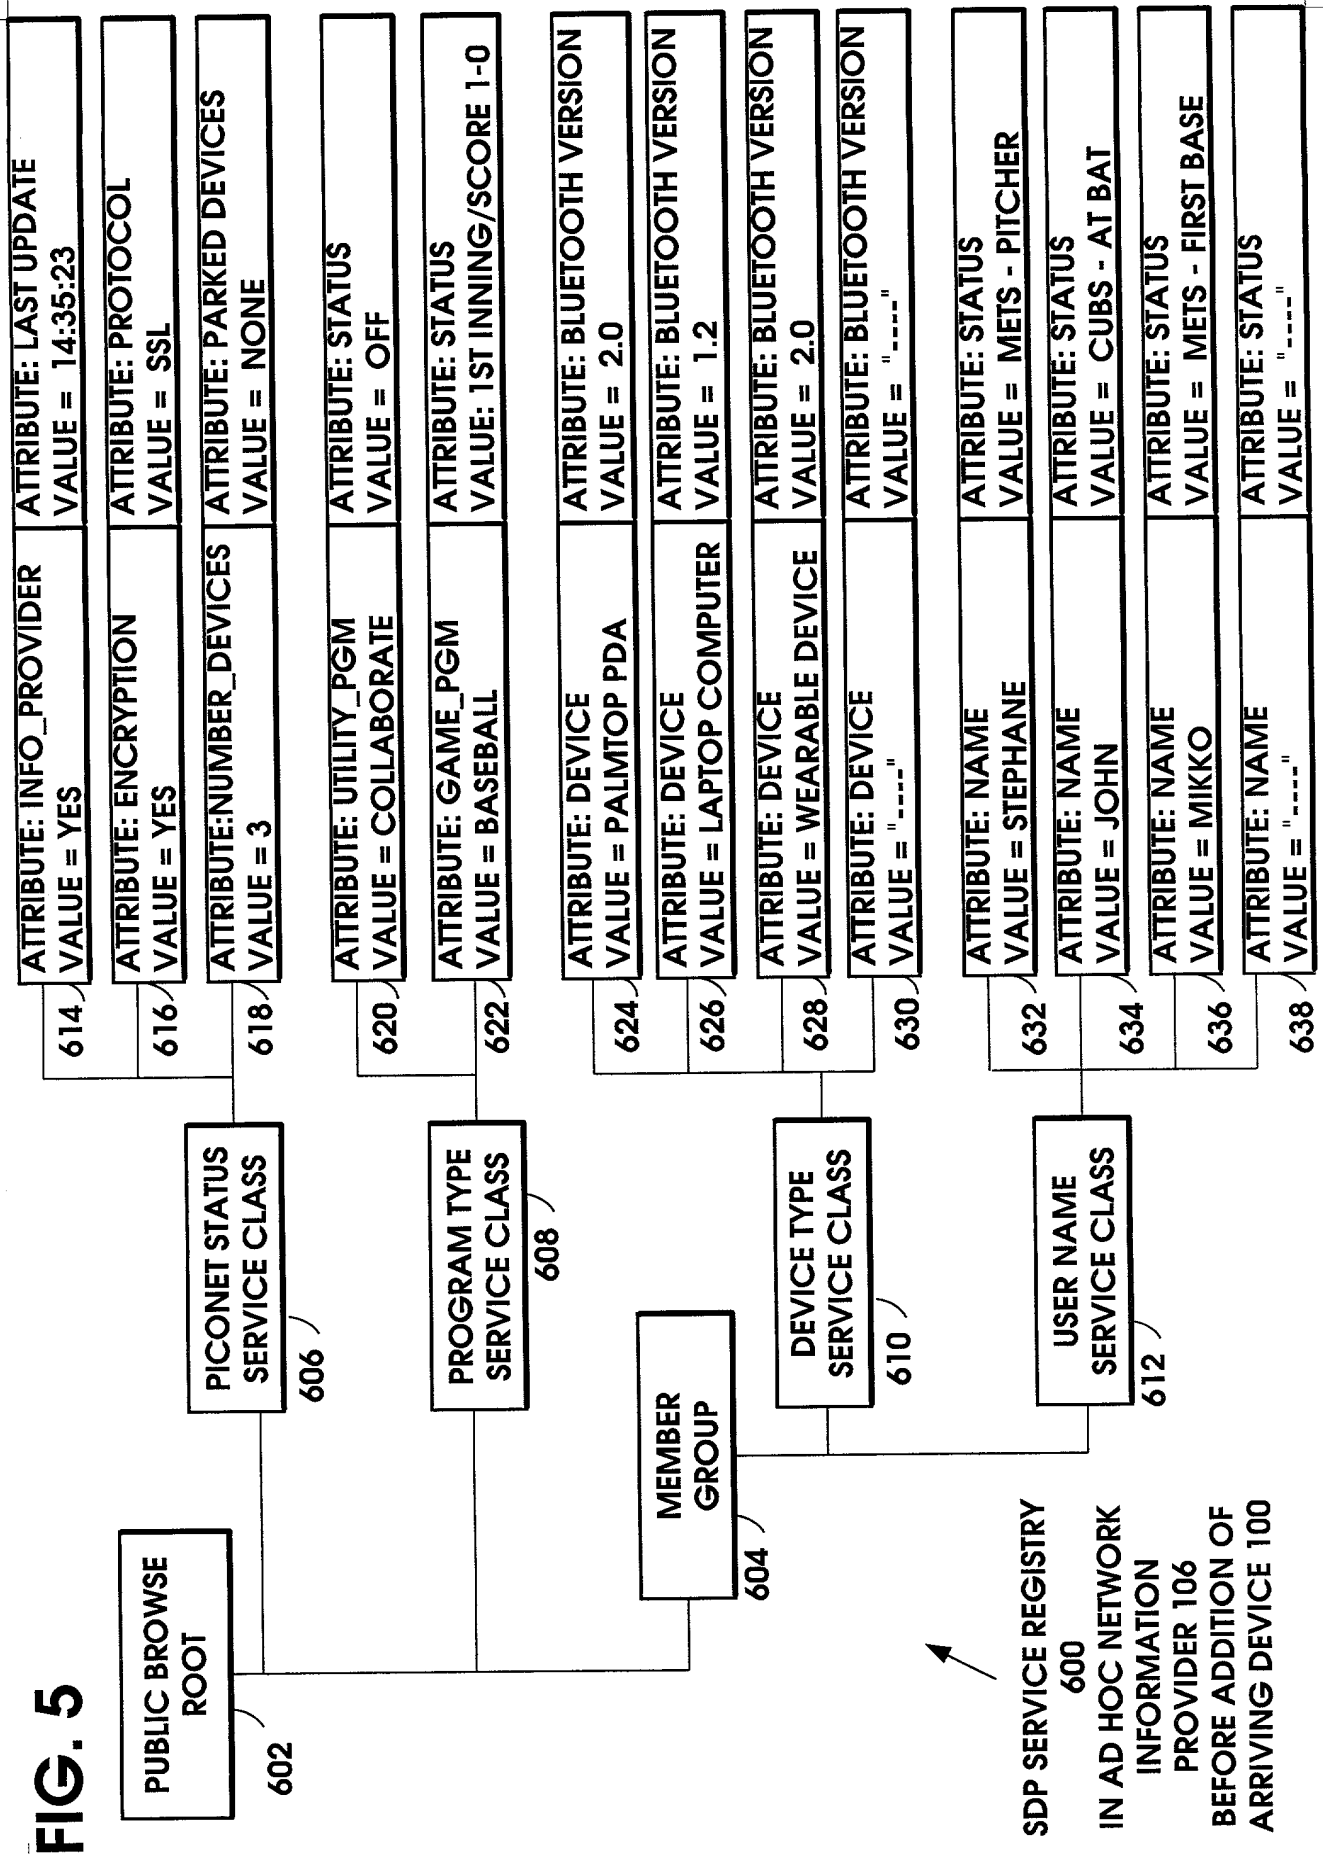 FIG. 5
PUBLIC BROWSE
ROOT
602
PICONET STATUS
SERVICE CLASS
606
PROGRAM TYPE
SERVICE CLASS
608
MEMBER
GROUP
604
DEVICE TYPE
SERVICE CLASS
610
USER NAME
SERVICE CLASS
612
ATTRIBUTE: INFO_PROVIDER
VALUE = YES
ATTRIBUTE: LAST UPDATE
VALUE = 14:35:23
614
ATTRIBUTE: ENCRYPTION
VALUE = YES
ATTRIBUTE: PROTOCOL
VALUE = SSL
616
ATTRIBUTE:NUMBER_DEVICES
VALUE = 3
ATTRIBUTE: PARKED DEVICES
VALUE = NONE
618
ATTRIBUTE: UTILITY_PGM
VALUE = COLLABORATE
ATTRIBUTE: STATUS
VALUE = OFF
620
ATTRIBUTE: GAME_PGM
VALUE = BASEBALL
ATTRIBUTE: STATUS
VALUE: 1ST INNING/SCORE 1-0
622
ATTRIBUTE: DEVICE
VALUE = PALMTOP PDA
ATTRIBUTE: BLUETOOTH VERSION
VALUE = 2.0
624
ATTRIBUTE: DEVICE
VALUE = LAPTOP COMPUTER
ATTRIBUTE: BLUETOOTH VERSION
VALUE = 1.2
626
ATTRIBUTE: DEVICE
VALUE = WEARABLE DEVICE
ATTRIBUTE: BLUETOOTH VERSION
VALUE = 2.0
628
ATTRIBUTE: DEVICE
VALUE = "----"
ATTRIBUTE: BLUETOOTH VERSION
VALUE = "----"
630
ATTRIBUTE: NAME
VALUE = STEPHANE
ATTRIBUTE: STATUS
VALUE = METS - PITCHER
632
ATTRIBUTE: NAME
VALUE = JOHN
ATTRIBUTE: STATUS
VALUE = CUBS - AT BAT
634
ATTRIBUTE: NAME
VALUE = MIKKO
ATTRIBUTE: STATUS
VALUE = METS - FIRST BASE
636
ATTRIBUTE: NAME
VALUE = "----"
ATTRIBUTE: STATUS
VALUE = "----"
638
SDP SERVICE REGISTRY
600
IN AD HOC NETWORK
INFORMATION
PROVIDER 106
BEFORE ADDITION OF
ARRIVING DEVICE 100